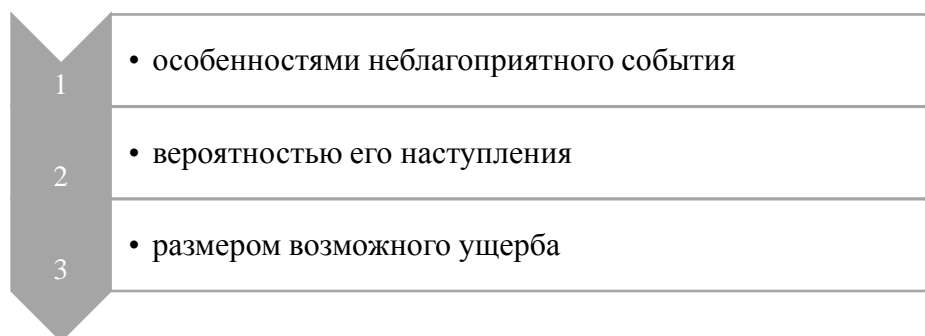 1
• особенностями неблагоприятного события
2
• вероятностью его наступления
3
• размером возможного ущерба